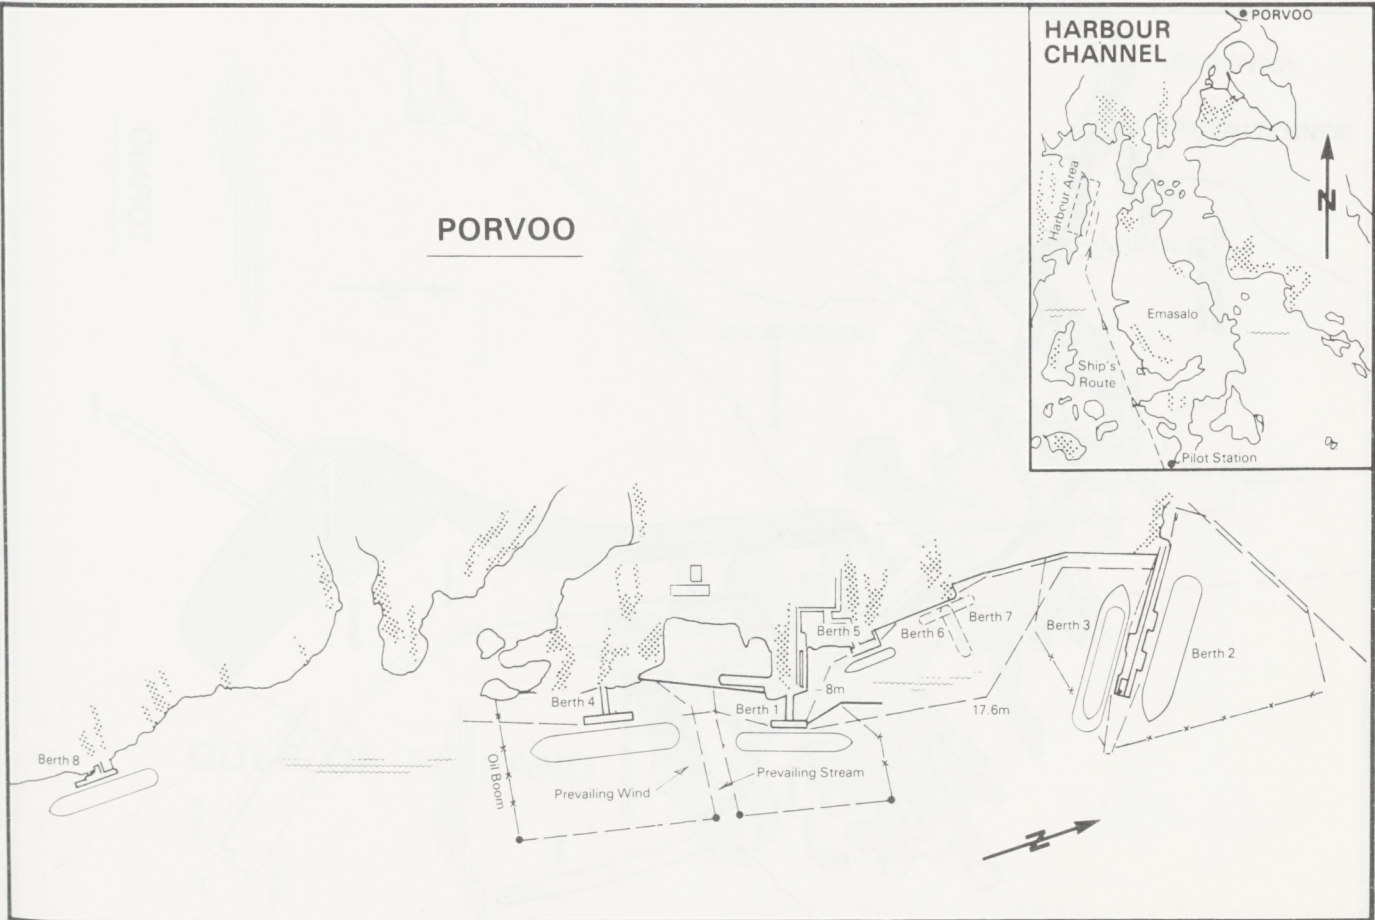 PORVOO
HARBOUR
CHANNEL
PORVOO
N
Harbour Area
Emasalo
Ship's
Route
Pilot Station
Berth 8
Berth 4
Berth 1
Berth 5
Berth 6
Berth 7
Berth 3
Berth 2
8m
17.6m
Oil Boom
Prevailing Wind
Prevailing Stream
N